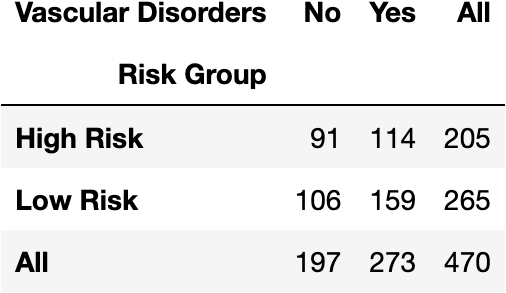 Vascular Disorders No Yes All
Risk Group
High Risk 91 114 205
Low Risk 106 159 265
All 197 273 470